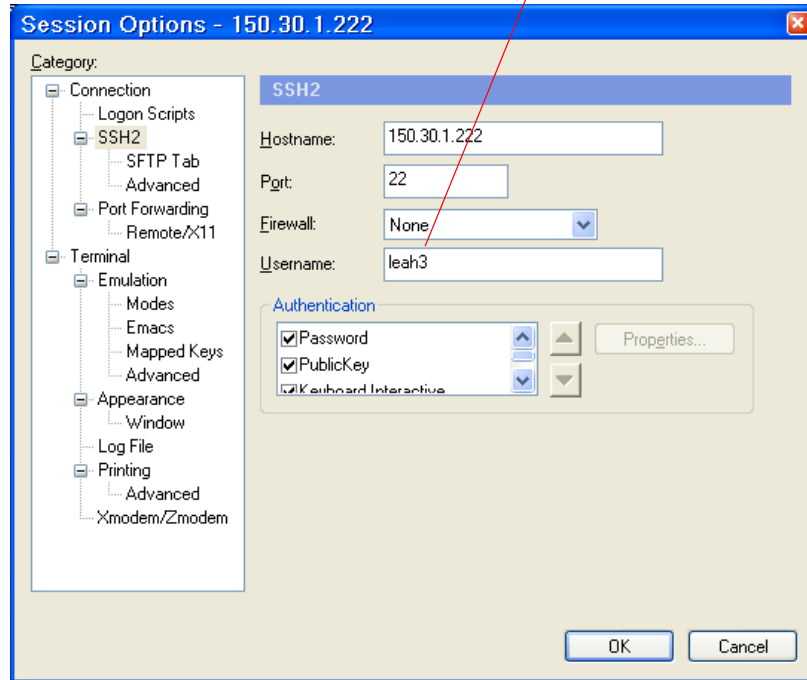 Session Options - 150.30.1.222
Category:
Connection
Logon Scripts
SSH2
SFTP Tab
Advanced
Port Forwarding
Remote/X11
Terminal
Emulation
Modes
Emacs
Mapped Keys
Advanced
Appearance
Window
Log File
Printing
Advanced
Xmodem/Zmodem
SSH2
Hostname: 150.30.1.222
Port: 22
Firewall: None
Username: leah3
Authentication
Password
PublicKey
Keyboard Interactive
Properties...
OK Cancel